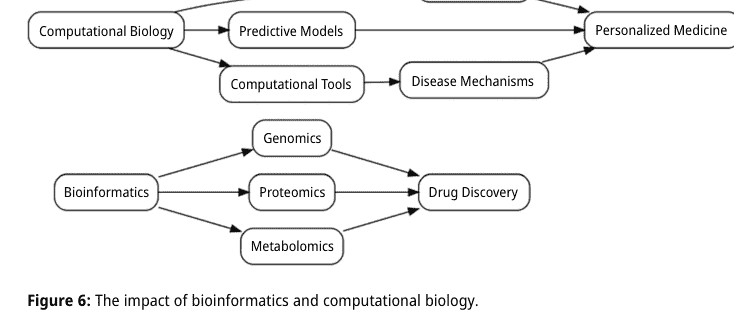 Computational Biology
Predictive Models
Personalized Medicine
Computational Tools
Disease Mechanisms
Genomics
Bioinformatics
Proteomics
Drug Discovery
Metabolomics
Figure 6: The impact of bioinformatics and computational biology.